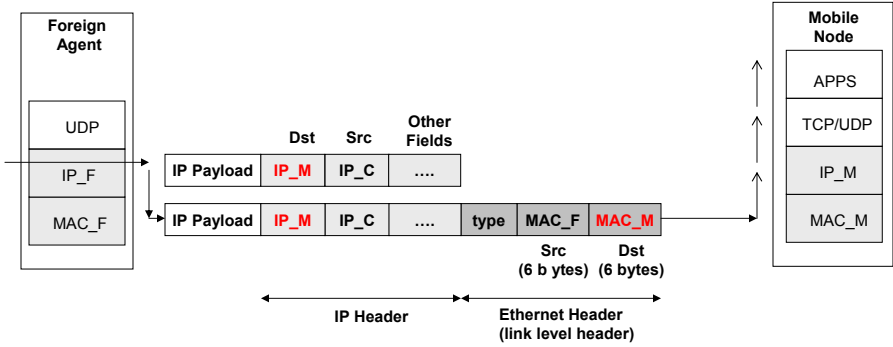 Foreign
Agent
UDP
IP_F
MAC_F
Other
Dst Src Fields
IP Payload IP_M IP_C ....
IP Payload IP_M IP_C .... type MAC_F MAC_M
Src Dst
(6 b ytes) (6 bytes)
IP Header Ethernet Header
(link level header)
Mobile
Node
APPS
TCP/UDP
IP_M
MAC_M